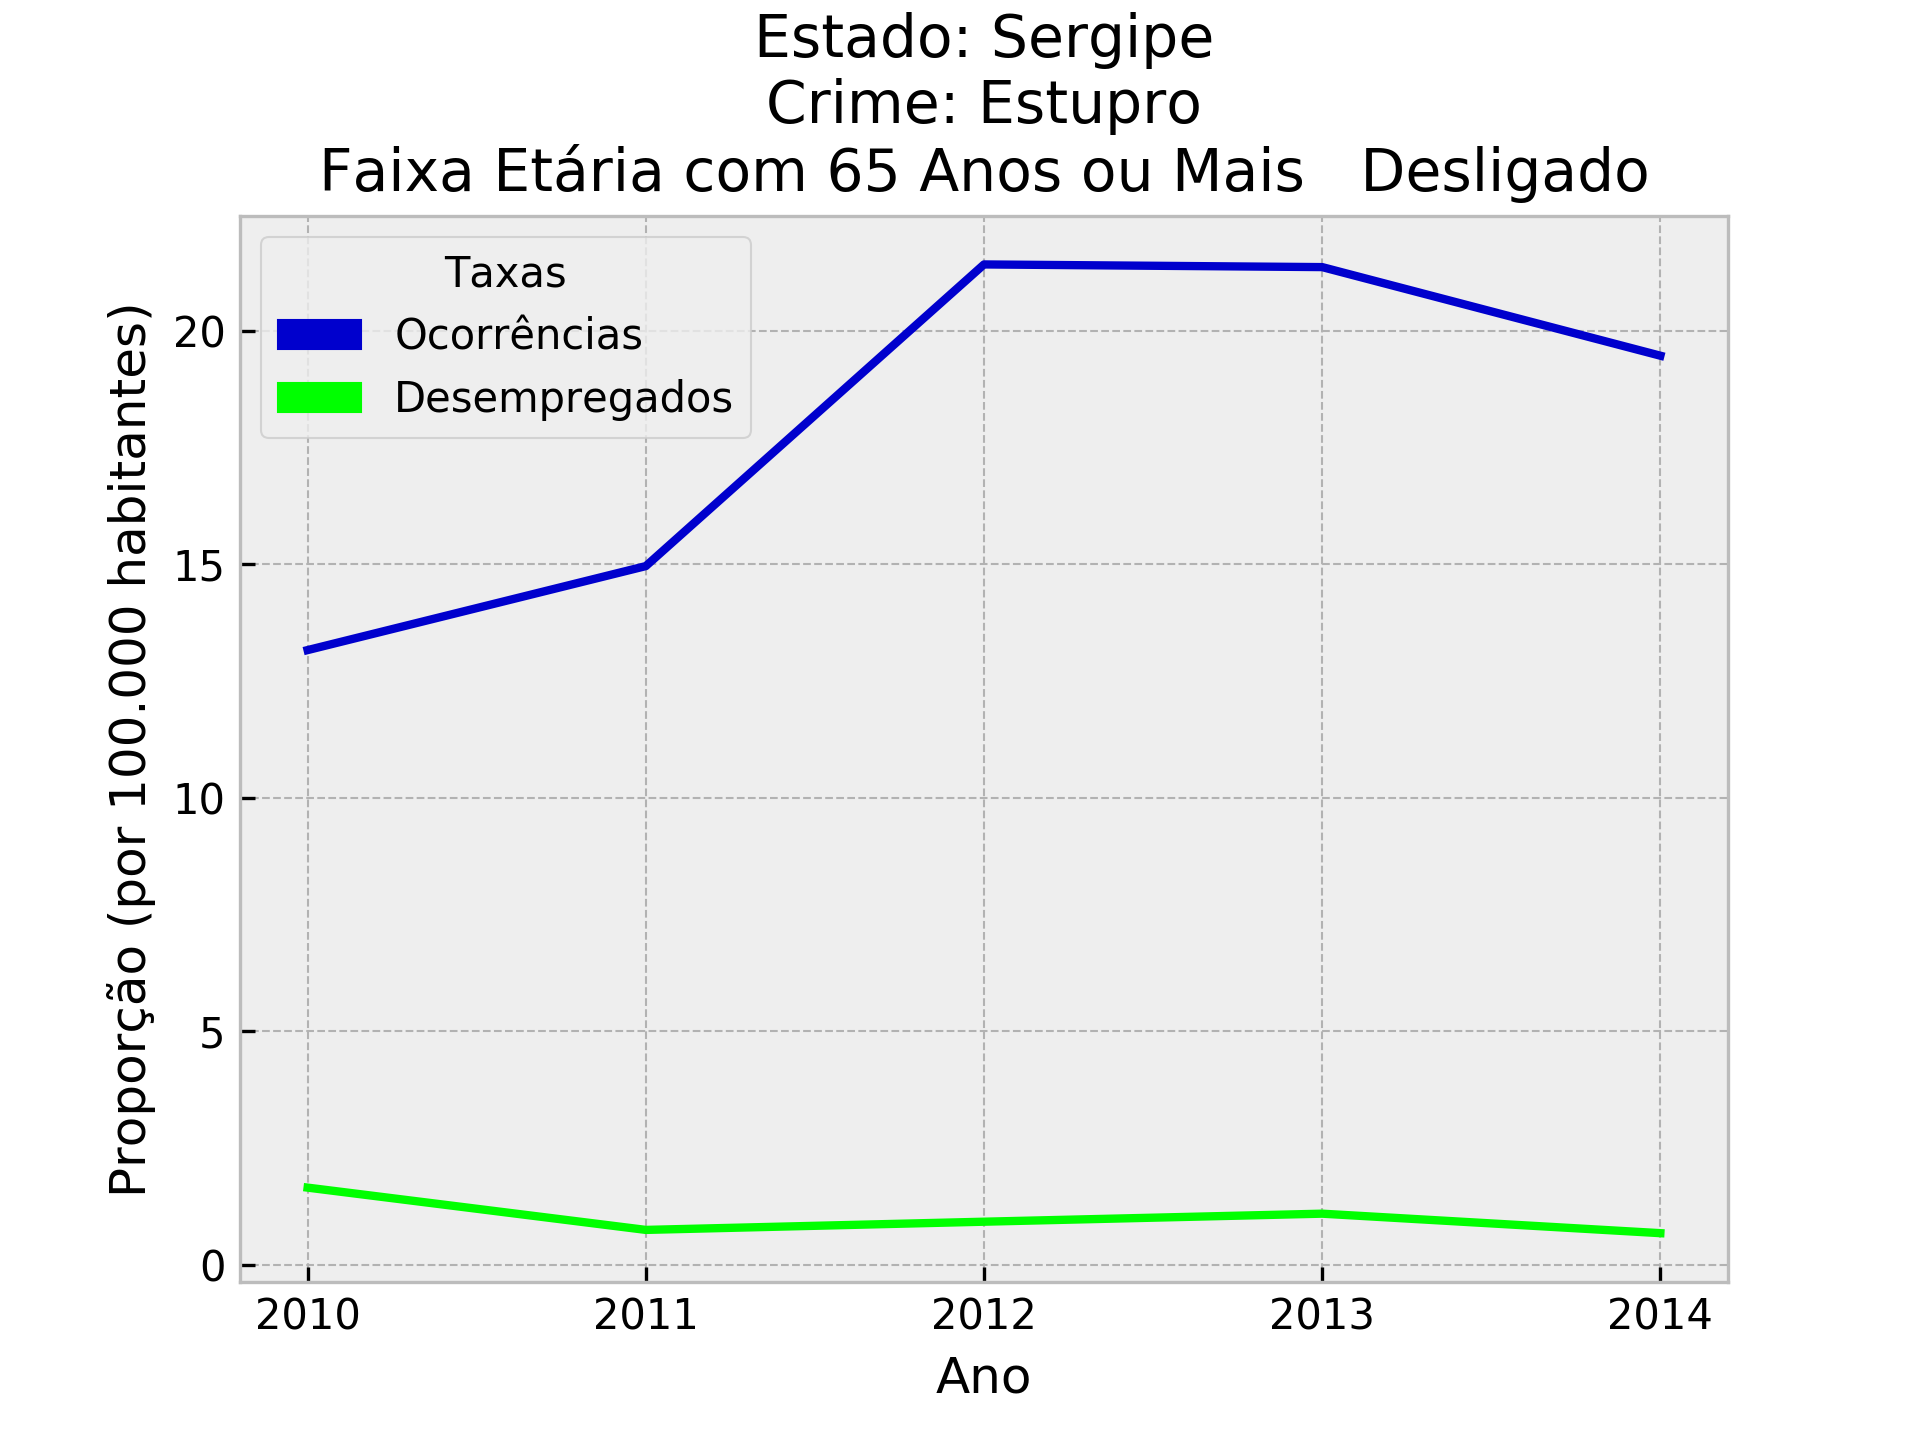 Estado: Sergipe
Crime: Estupro
Faixa Etária com 65 Anos ou Mais   Desligado
Taxas
Ocorrências
Desempregados
Proporção (por 100.000 habitantes)
20
15
10
5
0
2010 2011 2012 2013 2014
Ano